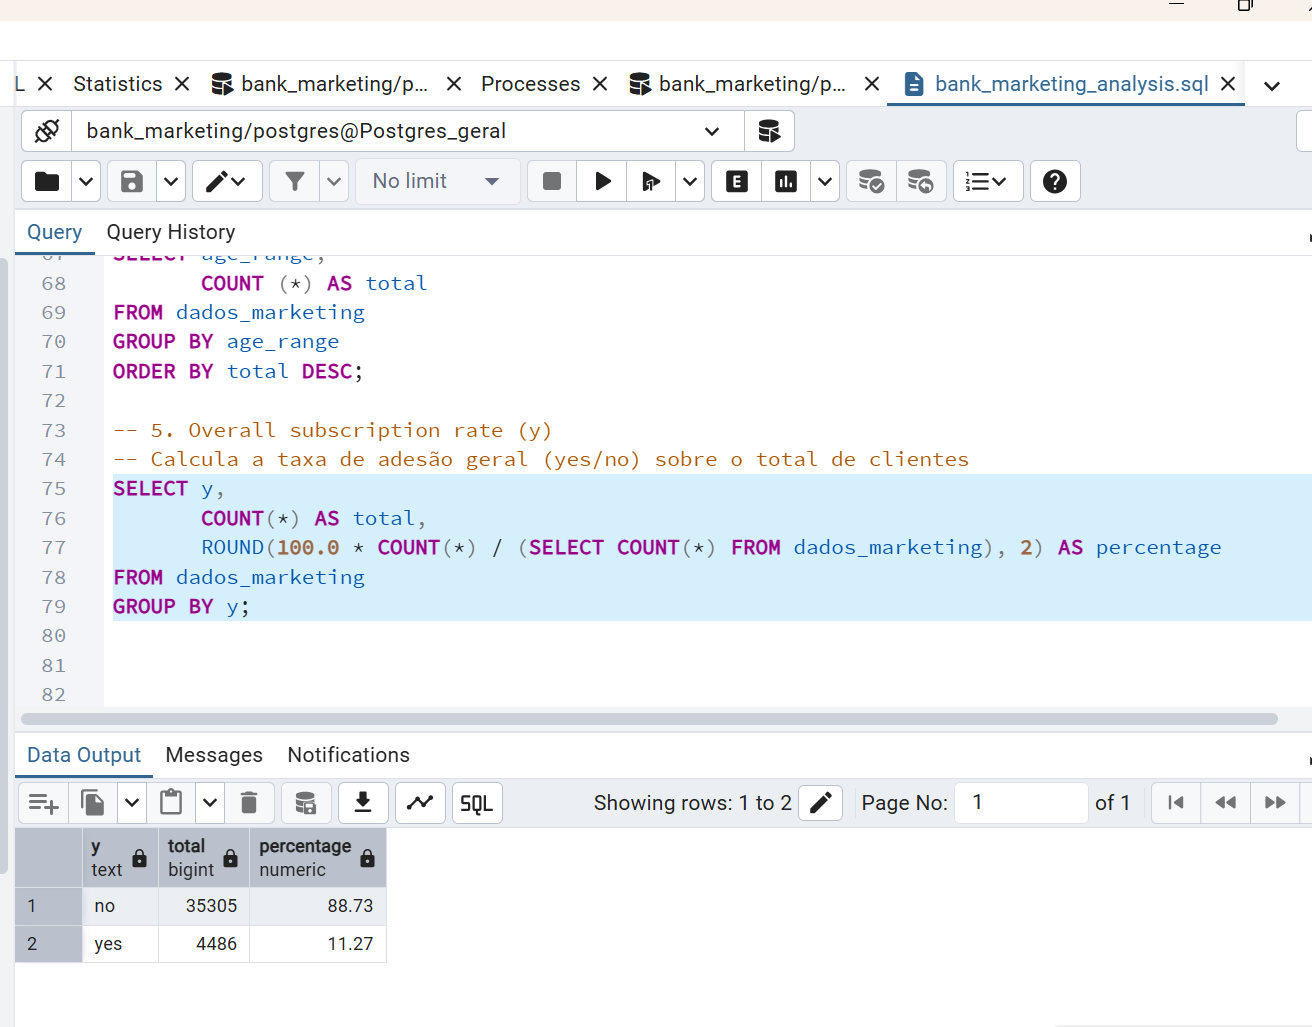 L Statistics bank_marketing/p... Processes bank_marketing/p... bank_marketing_analysis.sql
bank_marketing/postgres@Postgres_geral
No limit
Query Query History
67 SELECT age_range,
68 COUNT (*) AS total
69 FROM dados_marketing
70 GROUP BY age_range
71 ORDER BY total DESC;
72
73 -- 5. Overall subscription rate (y)
74 -- Calcula a taxa de adesão geral (yes/no) sobre o total de clientes
75 SELECT y,
76 COUNT(*) AS total,
77 ROUND(100.0 * COUNT(*) / (SELECT COUNT(*) FROM dados_marketing), 2) AS percentage
78 FROM dados_marketing
79 GROUP BY y;
80
81
82
Data Output Messages Notifications
SQL Showing rows: 1 to 2 Page No: 1 of 1
y total percentage
text bigint numeric
1 no 35305 88.73
2 yes 4486 11.27